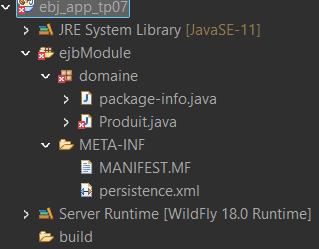 ebj_app_tp07
JRE System Library [JavaSE-11]
ejbModule
domaine
package-info.java
Produit.java
META-INF
MANIFEST.MF
persistence.xml
Server Runtime [WildFly 18.0 Runtime]
build